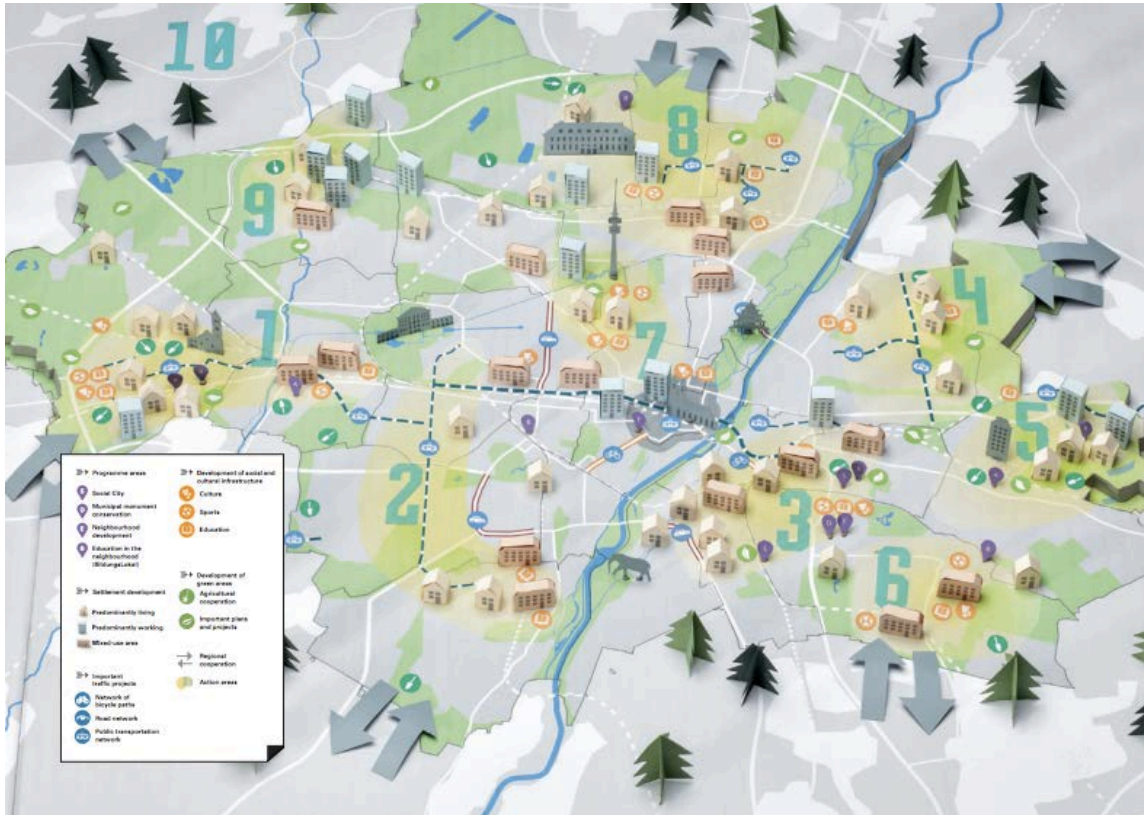 10
8
9
4
1
7
5
2
3
6
Programme areas
Social City
Municipal monument
conservation
Neighbourhood
development
Education in the
neighbourhood
(BildungsLokal)
Settlement development
Predominantly living
Predominantly working
Mixed-use area
Important
traffic projects
Network of
bicycle paths
Road network
Public transportation
network
Development of social and
cultural infrastructure
Culture
Sports
Education
Development of
green areas
Agricultural
cooperation
Important plans
and projects
Regional
cooperation
Action areas